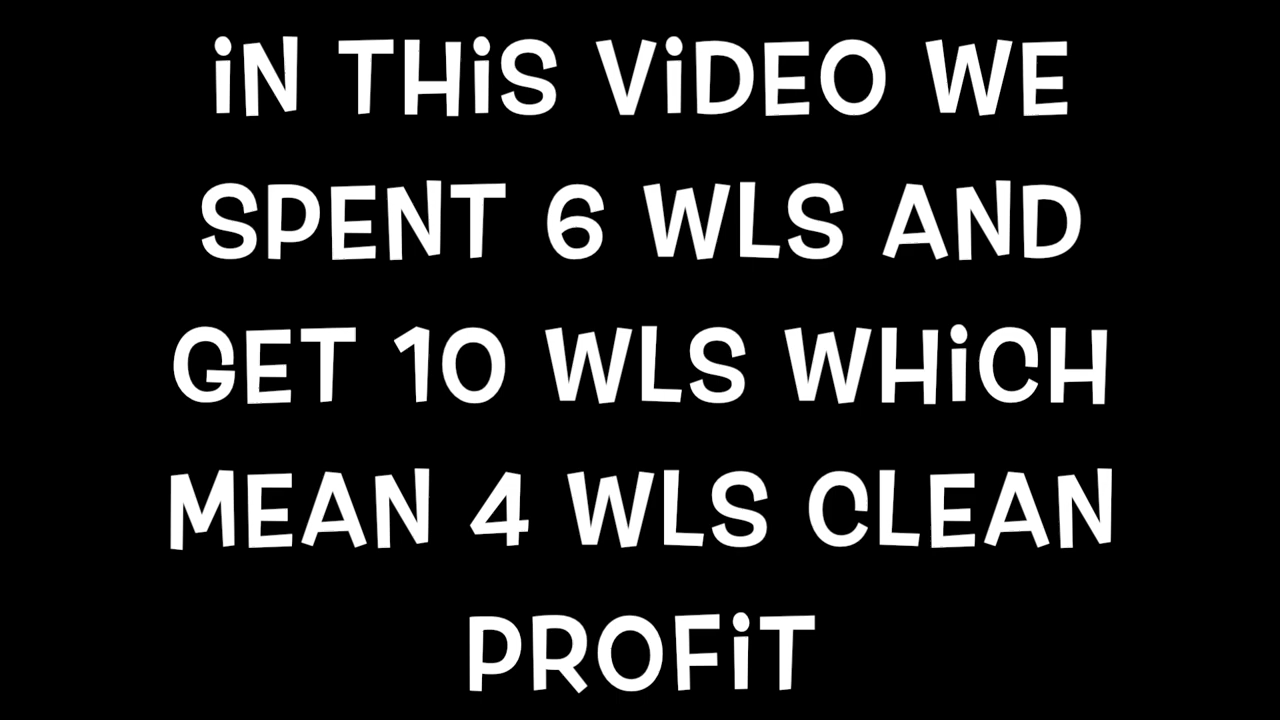 iN THiS ViDEO WE
SPENT 6 WLS AND
GET 10 WLS WHiCH
MEAN 4 WLS CLEAN
PROFiT